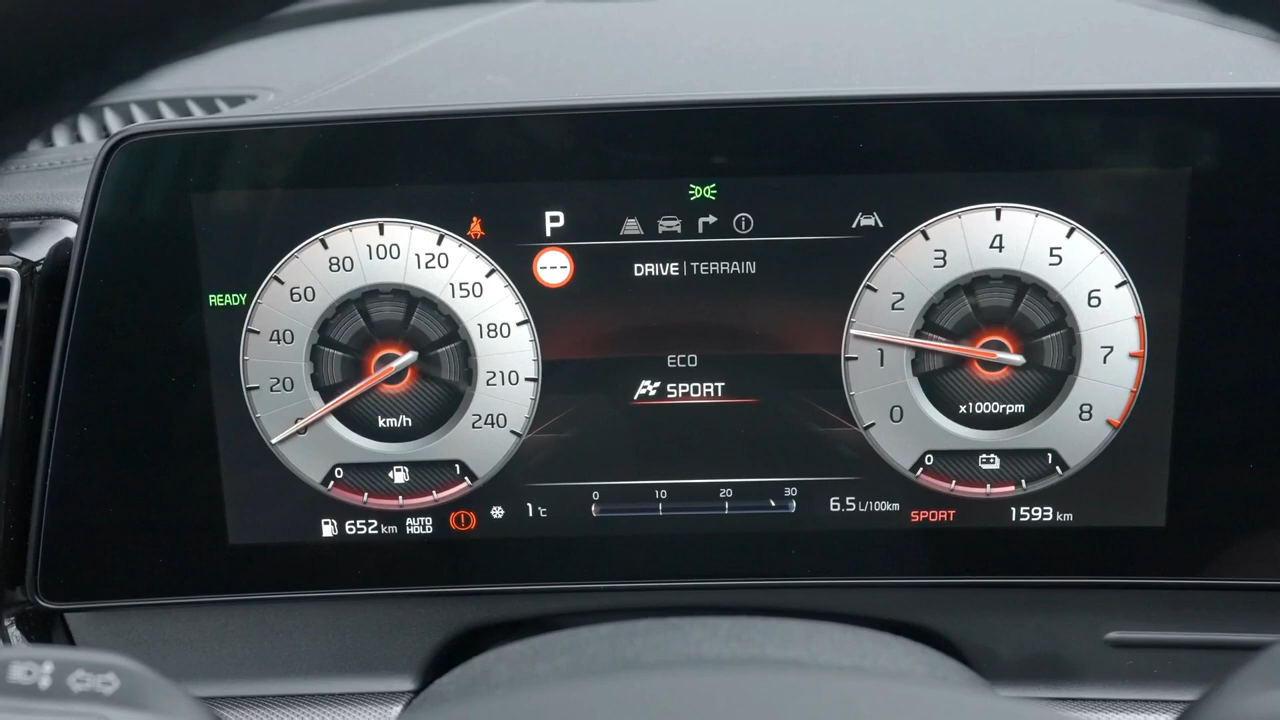 P
DRIVE | TERRAIN
READY
0 20 40 60 80 100 120 150 180 210 240
km/h
0 1
ECO
SPORT
0 1 2 3 4 5 6 7 8
x1000rpm
0 1
652 km
AUTO
HOLD
1 °C
0 10 20 30
6.5 L/100km
SPORT
1593 km